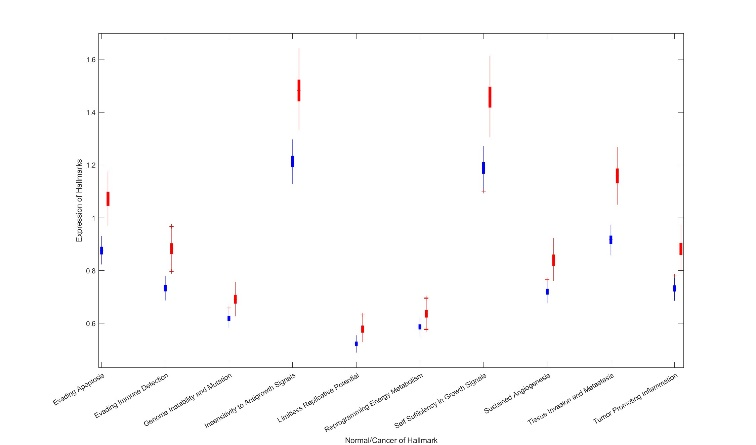 1.6
1.4
1.2
1
0.8
0.6
Expression of Hallmarks
Evading Apoptosis
Evading Immune Detection
Genome Instability and Mutation
Insensitivity to Antigrowth Signals
Limitless Replicative Potential
Reprogramming Energy Metabolism
Self Sufficiency in Growth Signals
Sustained Angiogenesis
Tissue Invasion and Metastasis
Tumor Promoting Inflammation
Normal/Cancer of Hallmark